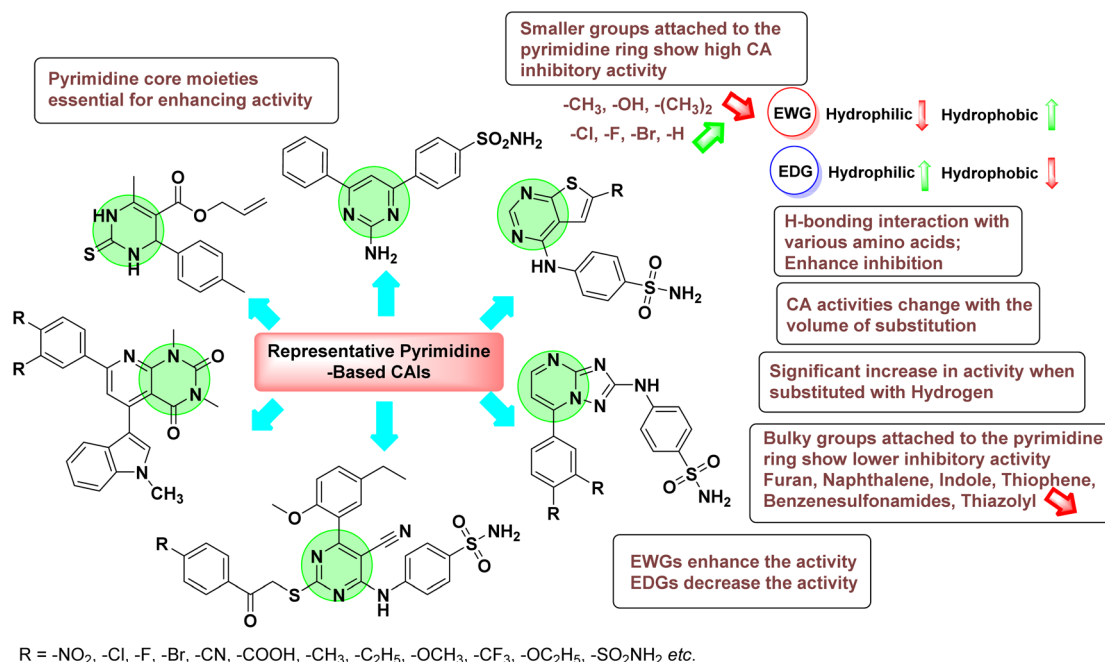 Smaller groups attached to the
pyrimidine ring show high CA
inhibitory activity
Pyrimidine core moieties
essential for enhancing activity
-CH₃, -OH, -(CH₃)₂
-Cl, -F, -Br, -H
EWG Hydrophilic Hydrophobic
EDG Hydrophilic Hydrophobic
H-bonding interaction with
various amino acids;
Enhance inhibition
CA activities change with the
volume of substitution
Significant increase in activity when
substituted with Hydrogen
Bulky groups attached to the pyrimidine
ring show lower inhibitory activity
Furan, Naphthalene, Indole, Thiophene,
Benzenesulfonamides, Thiazolyl
EWGs enhance the activity
EDGs decrease the activity
Representative Pyrimidine
-Based CAIs
HN
S
N
H
O
O
SO₂NH₂
N
N
NH₂
S
R
N
N
NH
O
S
O
NH₂
R
R
N
N
O
N
O
N
CH₃
N
N
N
N
NH
O
S
O
NH₂
R
R
O
N
N
N
R
O
S
N
H
O
S
O
NH₂
R = -NO₂, -Cl, -F, -Br, -CN, -COOH, -CH₃, -C₂H₅, -OCH₃, -CF₃, -OC₂H₅, -SO₂NH₂ etc.